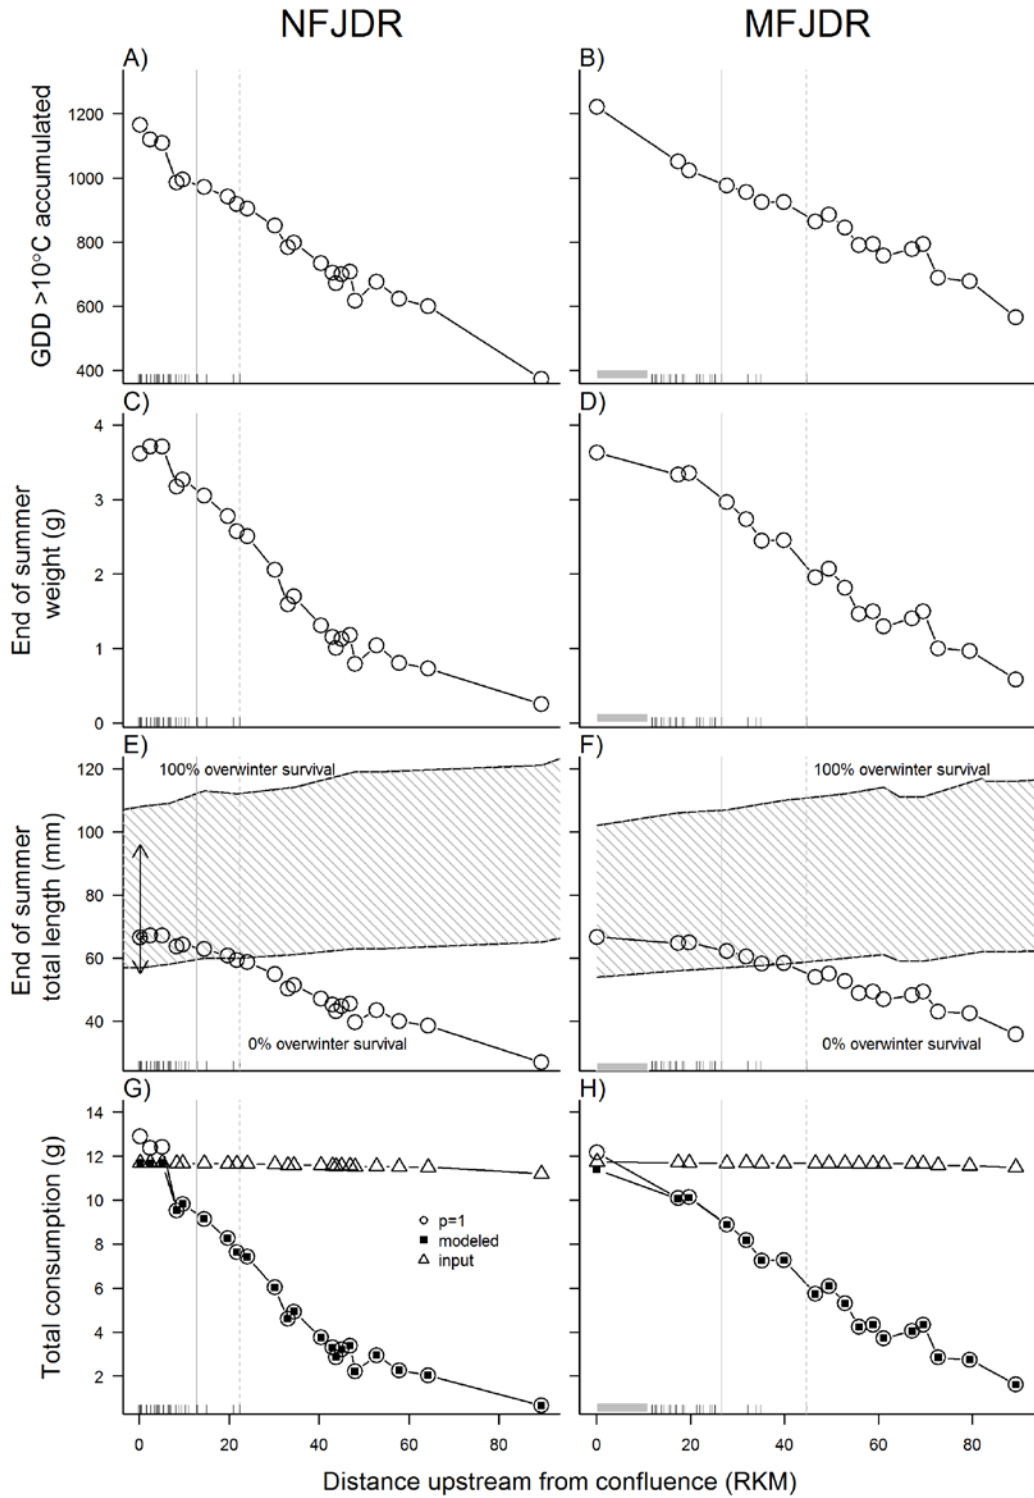 NFJDR
MFJDR
A)
B)
GDD >10°C accumulated
1200
1000
800
600
400
C)
D)
End of summer
weight (g)
4
3
2
1
0
E)
F)
End of summer
total length (mm)
120
100
80
60
40
100% overwinter survival
0% overwinter survival
100% overwinter survival
0% overwinter survival
G)
H)
Total consumption (g)
14
12
10
8
6
4
2
p=1
modeled
input
0 20 40 60 80
0 20 40 60 80
Distance upstream from confluence (RKM)